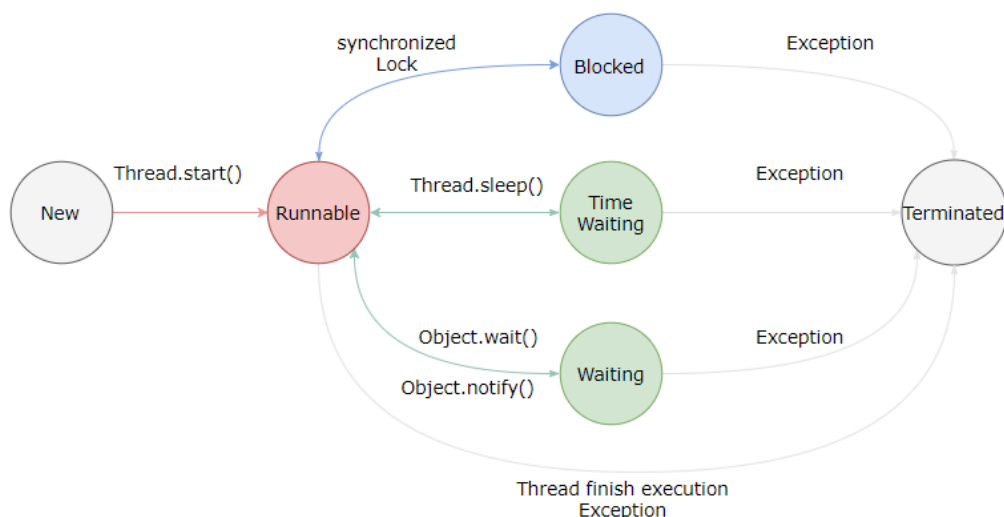 synchronized
Lock
Blocked
Exception
New
Thread.start()
Runnable
Thread.sleep()
Time
Waiting
Exception
Terminated
Object.wait()
Object.notify()
Waiting
Exception
Thread finish execution
Exception